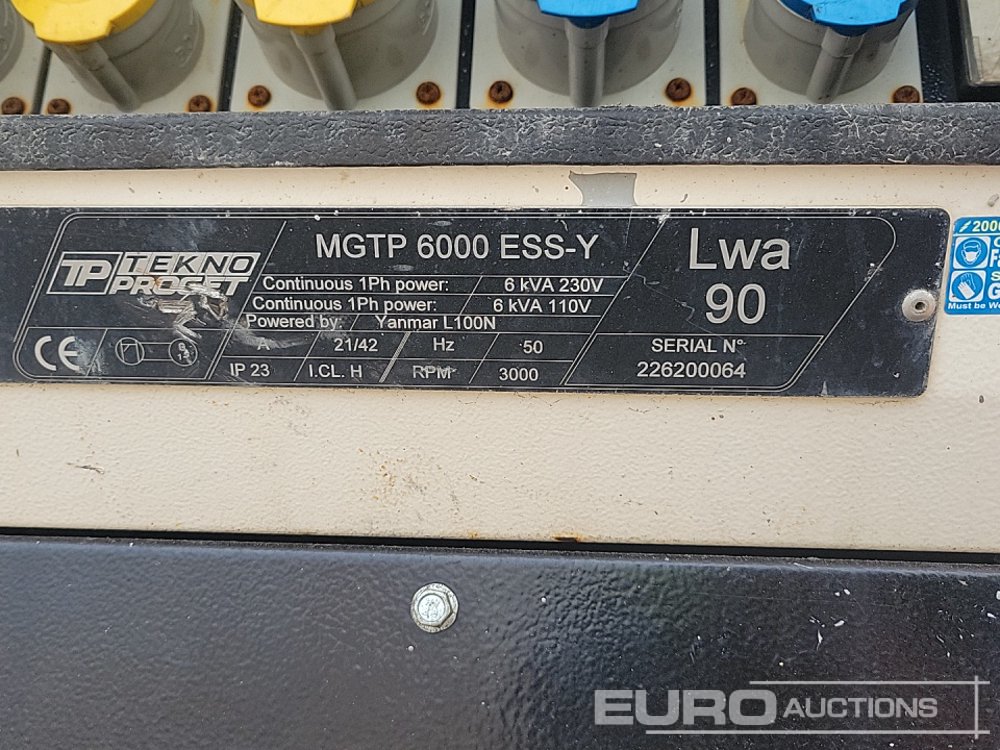 TP TEKNO PROGET
MGTP 6000 ESS-Y
Continuous 1Ph power: 6 kVA 230V
Continuous 1Ph power: 6 kVA 110V
Powered by: Yanmar L100N
CE
A 21/42 Hz 50
IP 23 I.CL. H RPM 3000
Lwa
90
SERIAL N°
226200064
Must be
EURO AUCTIONS